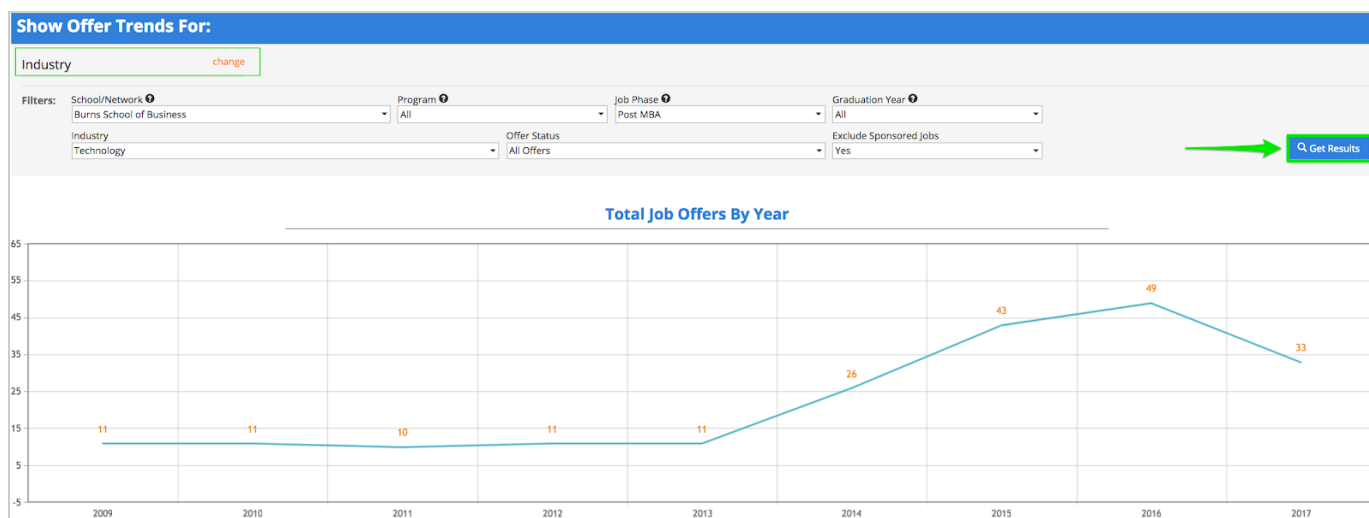 Show Offer Trends For:
Industry change
Filters: School/Network Program Job Phase Graduation Year
Burns School of Business All Post MBA All
Industry Offer Status Exclude Sponsored Jobs
Technology All Offers Yes Get Results
Total Job Offers By Year
65
55
49
45
43
35
33
26
25
15
11 11 10 11 11
5
-5
2009 2010 2011 2012 2013 2014 2015 2016 2017